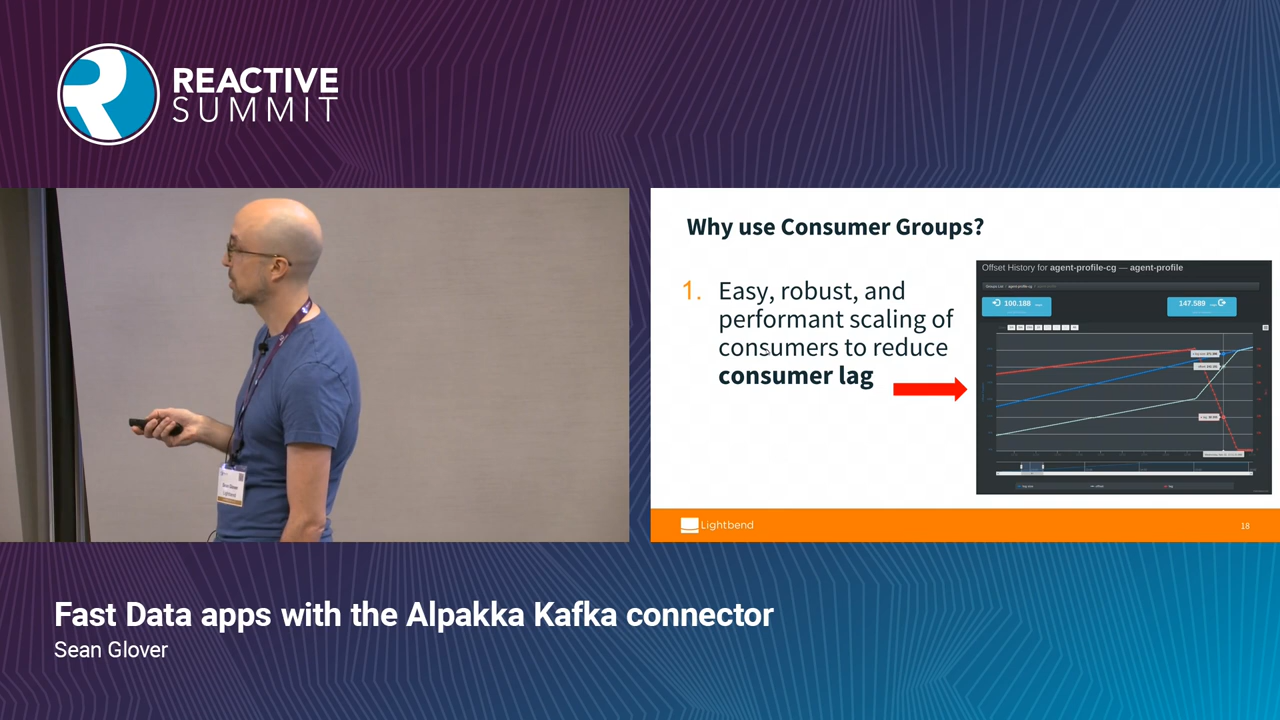 REACTIVE
SUMMIT
Why use Consumer Groups?
1. Easy, robust, and
performant scaling of
consumers to reduce
consumer lag
Offset History for agent-profile-cg — agent-profile
100.188
147.589
Lightbend
18
Fast Data apps with the Alpakka Kafka connector
Sean Glover